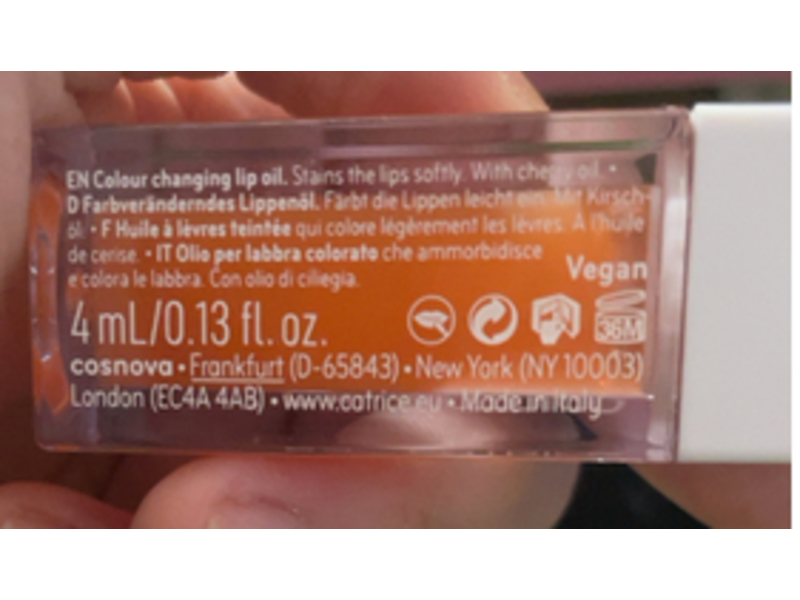 EN Colour changing lip oil. Stains the lips softly. With cherry oil. •
D Farbveränderndes Lippenöl. Färbt die Lippen leicht ein. Mit Kirsch-
öl. • F Huile à lèvres teintée qui colore légèrement les lèvres. À l'huile
de cerise. • IT Olio per labbra colorato che ammorbidisce
e colora le labbra. Con olio di ciliegia.
Vegan
4 mL/0.13 fl. oz.
36M
cosnova • Frankfurt (D-65843) • New York (NY 10003)
London (EC4A 4AB) • www.catrice.eu • Made in Italy